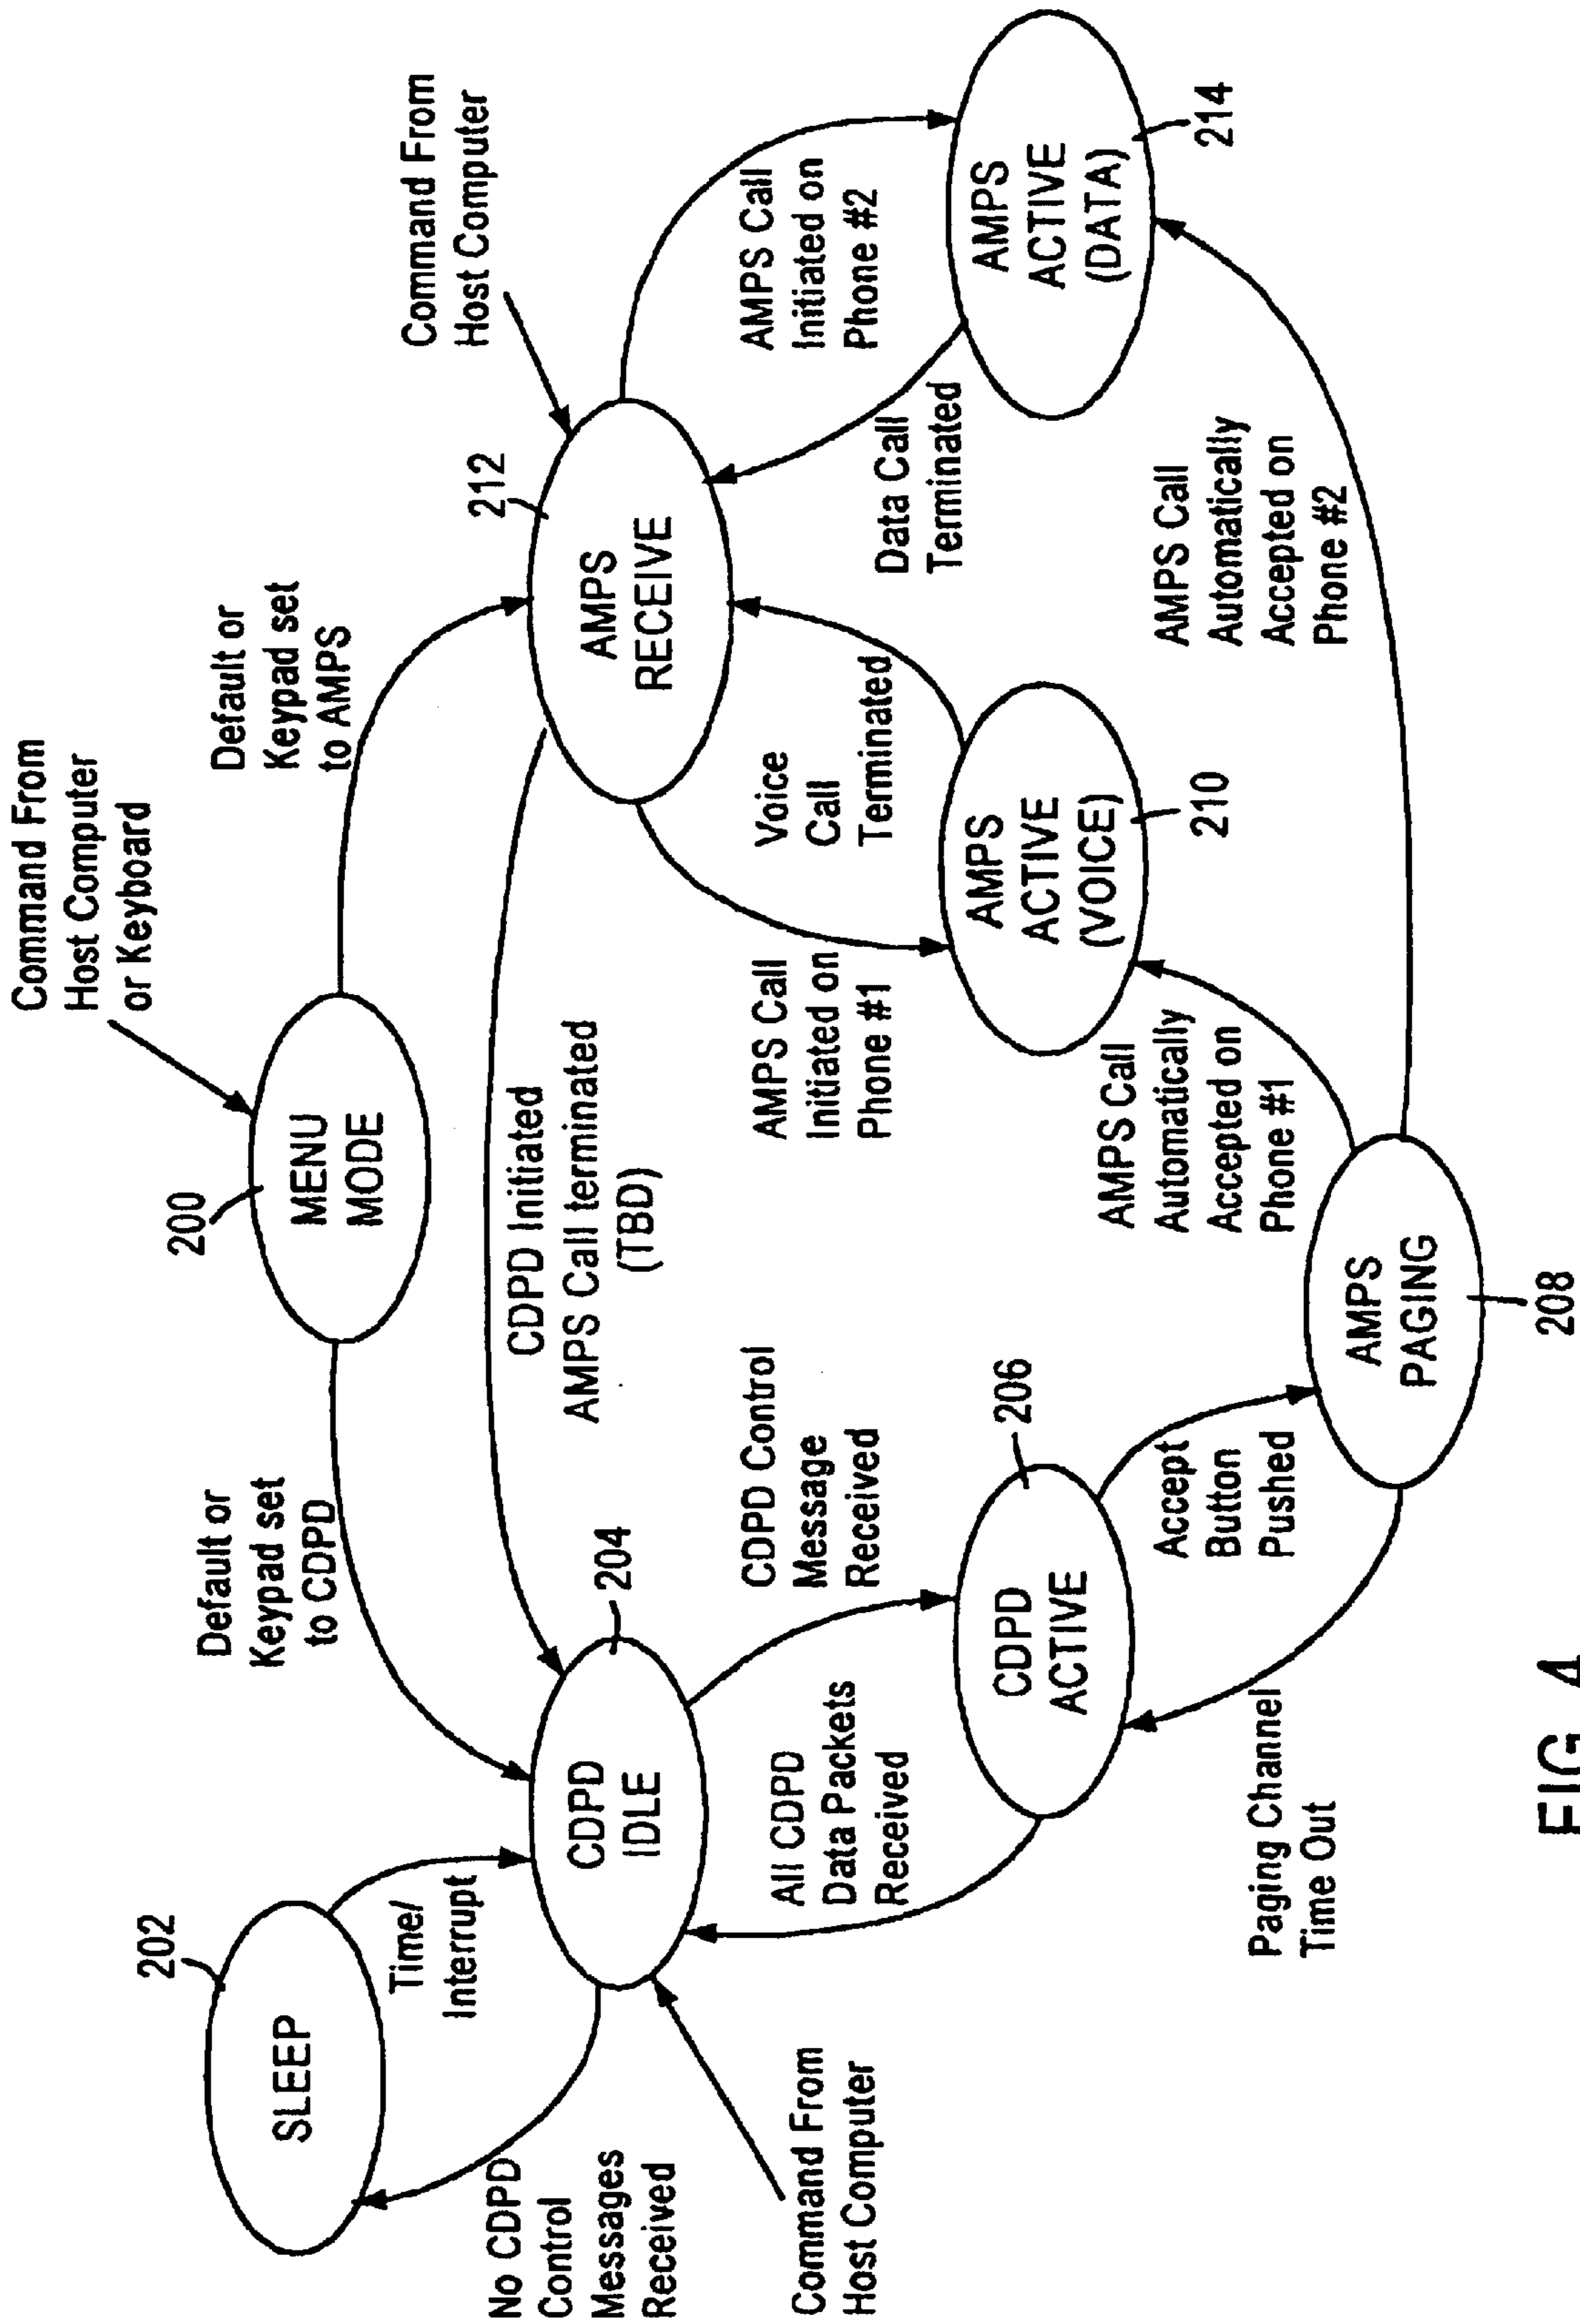 Command From
Host Computer
or Keyboard
200
MENU
MODE
Default or
Keypad set
to CDPD
Default or
Keypad set
to AMPS
Command From
Host Computer
202
SLEEP
Time/
Interrupt
No CDPD
Control
Messages
Received
204
CDPD
IDLE
Command From
Host Computer
CDPD Initiated
AMPS Call terminated
(TBD)
212
AMPS
RECEIVE
CDPD Control
Message
Received
All CDPD
Data Packets
Received
206
CDPD
ACTIVE
AMPS Call
Initiated on
Phone #1
Voice
Call
Terminated
Data Call
Terminated
AMPS Call
Initiated on
Phone #2
AMPS
ACTIVE
(VOICE)
210
AMPS
ACTIVE
(DATA)
214
Accept
Button
Pushed
Paging Channel
Time Out
AMPS Call
Automatically
Accepted on
Phone #1
AMPS Call
Automatically
Accepted on
Phone #2
AMPS
PAGING
208
FIG. 4